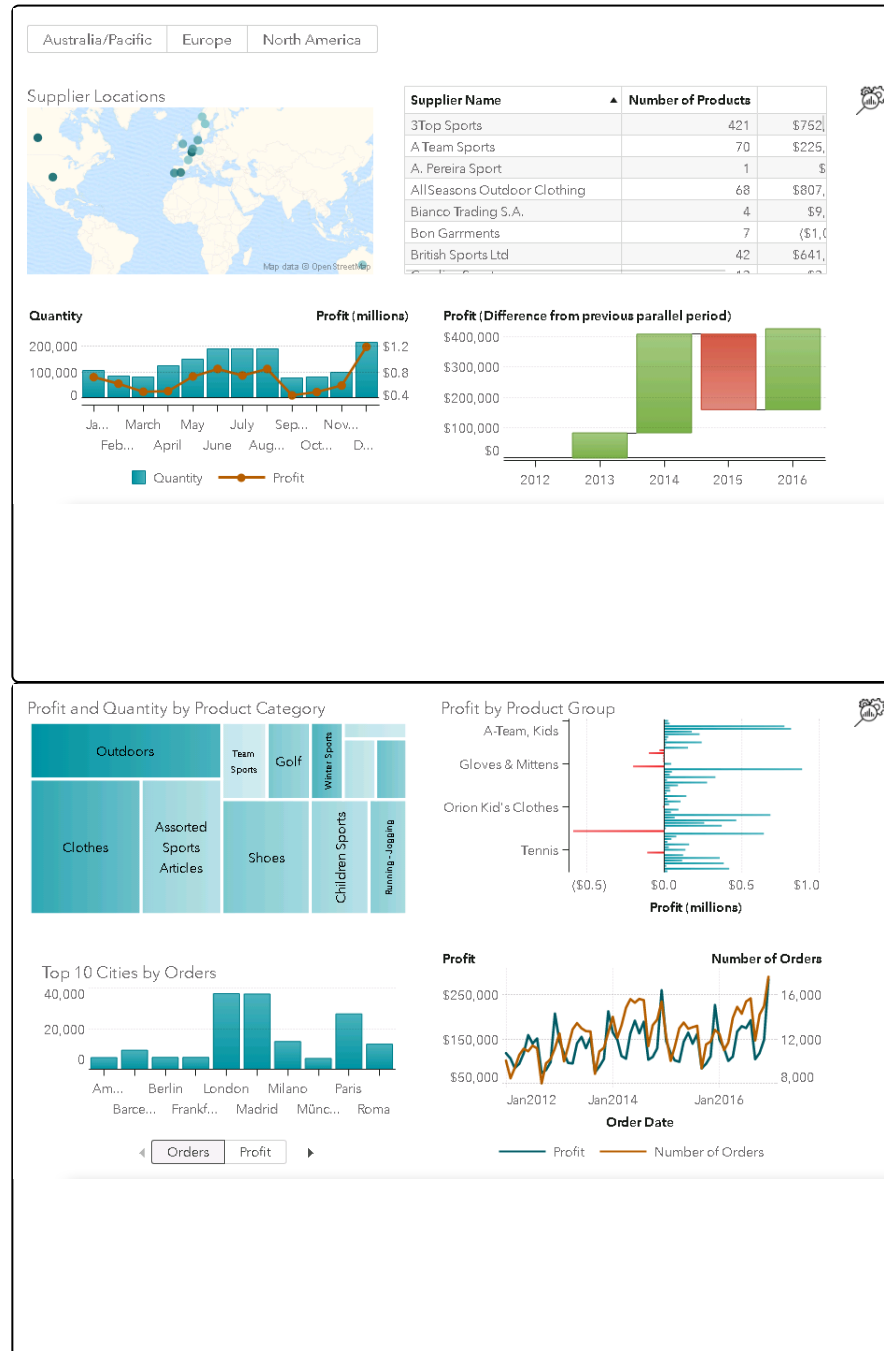 Australia/Pacific Europe North America
Supplier Locations
Map data © OpenStreetMap
Supplier Name Number of Products
3Top Sports 421 $752,
A Team Sports 70 $225,
A. Pereira Sport 1 $
AllSeasons Outdoor Clothing 68 $807,
Bianco Trading S.A. 4 $9,
Bon Garrments 7 ($1,0
British Sports Ltd 42 $641,
Quantity Profit (millions)
200,000 $1.2
100,000 $0.8
0 $0.4
Ja... March May July Sep... Nov...
Feb... April June Aug... Oct... D...
Quantity Profit
Profit (Difference from previous parallel period)
$400,000
$300,000
$200,000
$100,000
$0
2012 2013 2014 2015 2016
Profit and Quantity by Product Category
Outdoors
Team
Sports
Golf
Winter Sports
Clothes
Assorted
Sports
Articles
Shoes
Children Sports
Running - Jogging
Profit by Product Group
A-Team, Kids
Gloves & Mittens
Orion Kid's Clothes
Tennis
($0.5) $0.0 $0.5 $1.0
Profit (millions)
Top 10 Cities by Orders
40,000
20,000
0
Am... Berlin London Milano Paris
Barce... Frankf... Madrid Münc... Roma
Orders Profit
Profit Number of Orders
$250,000 16,000
$150,000 12,000
$50,000 8,000
Jan2012 Jan2014 Jan2016
Order Date
Profit Number of Orders